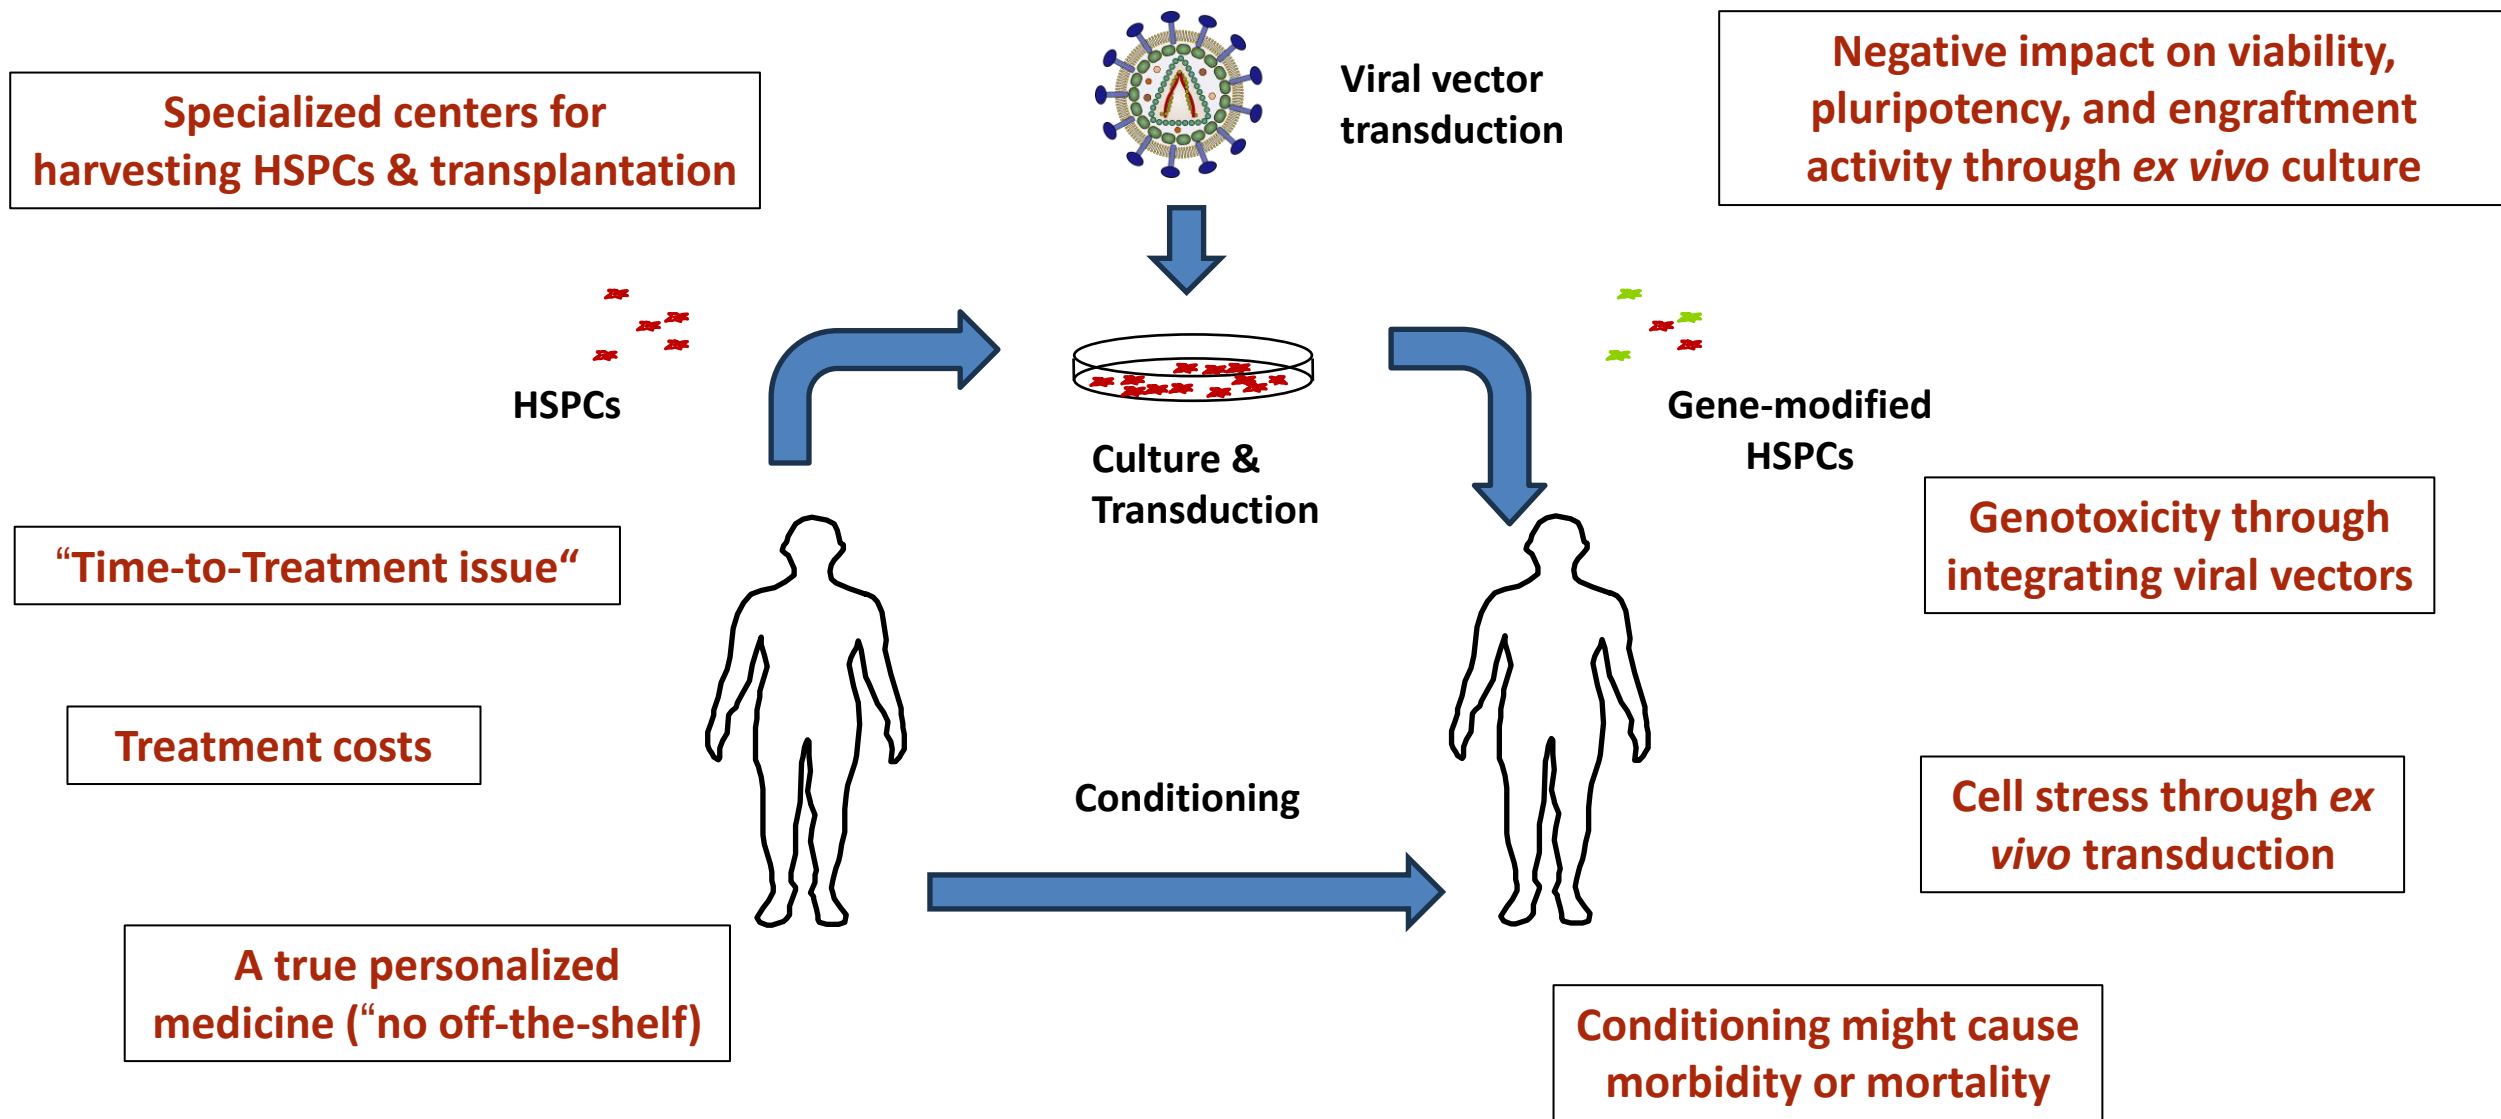 Specialized centers for
harvesting HSPCs & transplantation
Viral vector
transduction
Negative impact on viability,
pluripotency, and engraftment
activity through ex vivo culture
HSPCs
Culture &
Transduction
Gene-modified
HSPCs
“Time-to-Treatment issue“
Genotoxicity through
integrating viral vectors
Treatment costs
Conditioning
Cell stress through ex
vivo transduction
A true personalized
medicine (“no off-the-shelf)
Conditioning might cause
morbidity or mortality